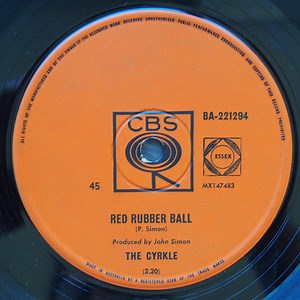 ALL RIGHTS OF THE MANUFACTURER AND OF THE OWNER OF THE RECORDED WORK RESERVED UNAUTHORISED PUBLIC PERFORMANCE BROADCASTING AND COPYING OF THIS RECORD PROHIBITED
CBS
BA-221294
ESSEX
45
MX147483
RED RUBBER BALL
(P. Simon)
Produced by John Simon
THE CYRKLE
(2.20)
MADE IN AUSTRALIA BY A REGISTERED USER OF THE TRADE MARKS